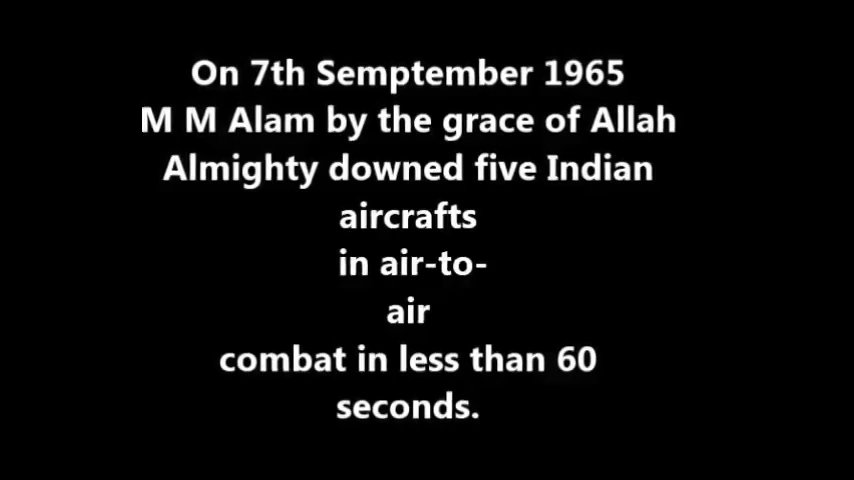 On 7th Semptember 1965
M M Alam by the grace of Allah
Almighty downed five Indian
aircrafts
in air-to-
air
combat in less than 60
seconds.